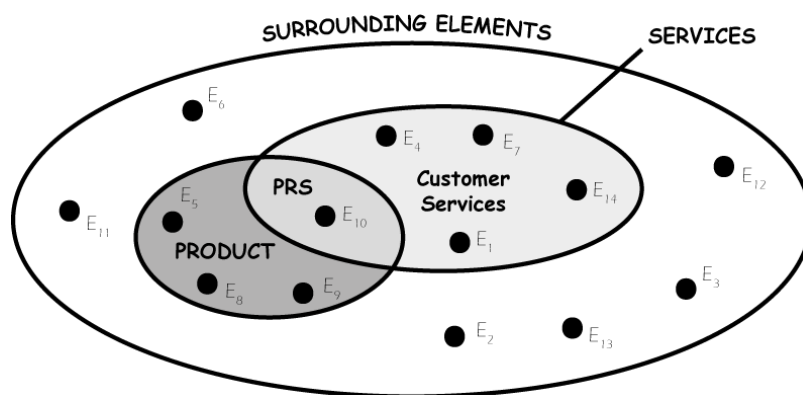 SURROUNDING ELEMENTS
SERVICES
E6
E4
E7
E12
PRS
Customer
Services
E5
E10
E14
E11
PRODUCT
E1
E8
E9
E3
E2
E13